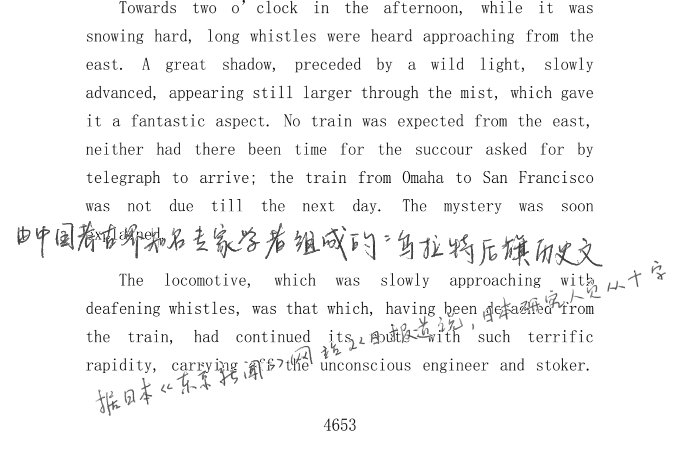 Towards two o’clock in the afternoon, while it was
snowing hard, long whistles were heard approaching from the
east. A great shadow, preceded by a wild light, slowly
advanced, appearing still larger through the mist, which gave
it a fantastic aspect. No train was expected from the east,
neither had there been time for the succour asked for by
telegraph to arrive; the train from Omaha to San Francisco
was not due till the next day. The mystery was soon
explained.
由中国蒙古界知名专家学者组成的“乌拉特后旗历史文
The locomotive, which was slowly approaching with
deafening whistles, was that which, having been detached from
the train, had continued its route with such terrific
rapidity, carrying off the unconscious engineer and stoker.
据日本《东京新闻》网站2月报道说，日本研究人员从十字
4653